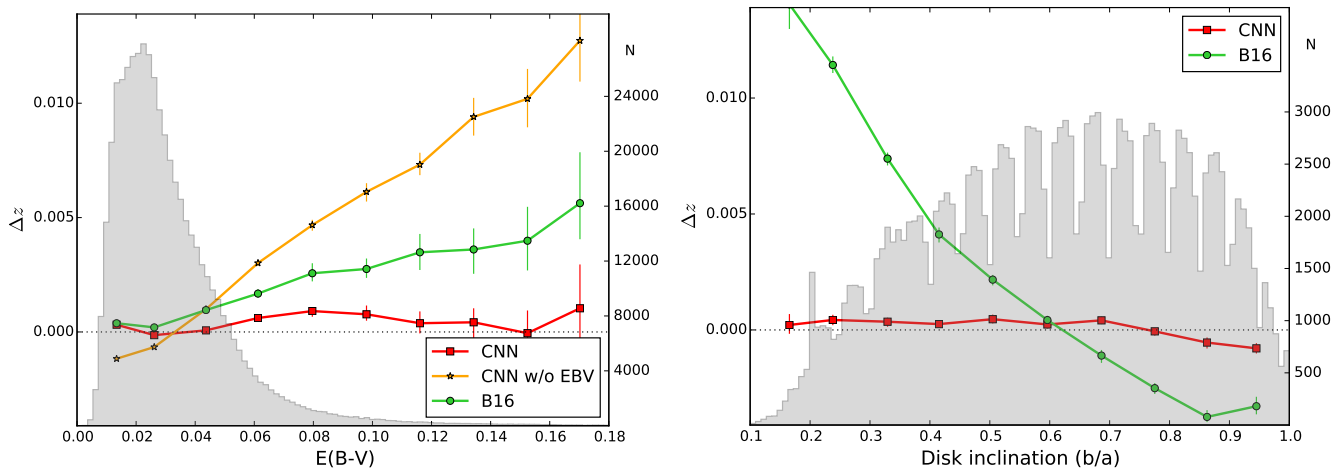 N
0.010
0.005
0.000
Δz
24000
20000
16000
12000
8000
4000
CNN
CNN w/o EBV
B16
0.00 0.02 0.04 0.06 0.08 0.10 0.12 0.14 0.16 0.18
E(B-V)
CNN
B16
N
0.010
0.005
0.000
Δz
3000
2500
2000
1500
1000
500
0.1 0.2 0.3 0.4 0.5 0.6 0.7 0.8 0.9 1.0
Disk inclination (b/a)